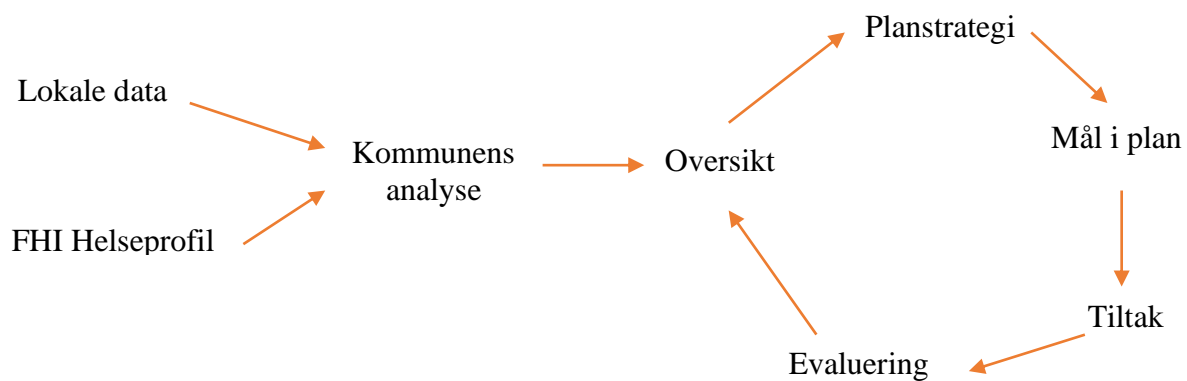 Planstrategi
Lokale data
Mål i plan
Kommunens
analyse
Oversikt
FHI Helseprofil
Tiltak
Evaluering